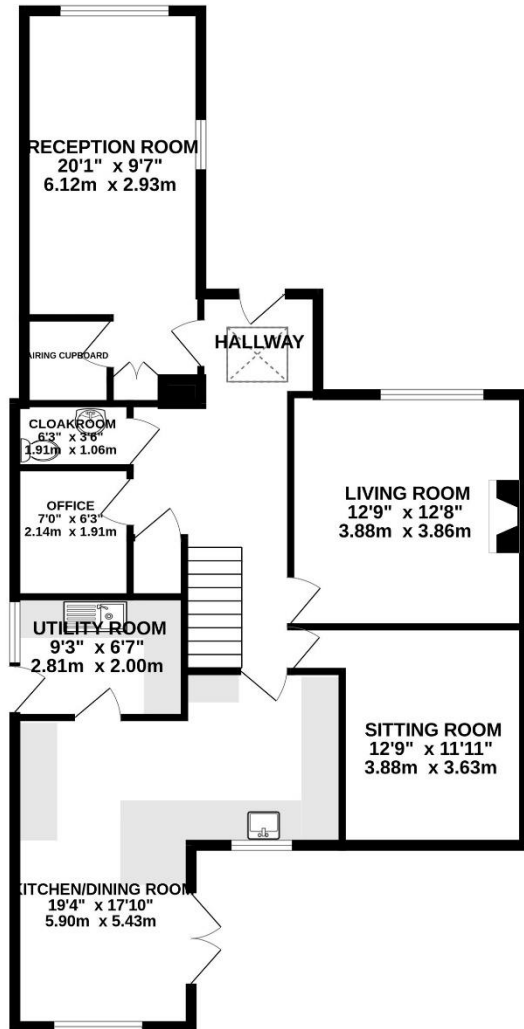 RECEPTION ROOM
20'1" x 9'7"
6.12m x 2.93m
HALLWAY
AIRING CUPBOARD
CLOAKROOM
6'3" x 3'6"
1.91m x 1.06m
OFFICE
7'0" x 6'3"
2.14m x 1.91m
LIVING ROOM
12'9" x 12'8"
3.88m x 3.86m
UTILITY ROOM
9'3" x 6'7"
2.81m x 2.00m
SITTING ROOM
12'9" x 11'11"
3.88m x 3.63m
KITCHEN/DINING ROOM
19'4" x 17'10"
5.90m x 5.43m